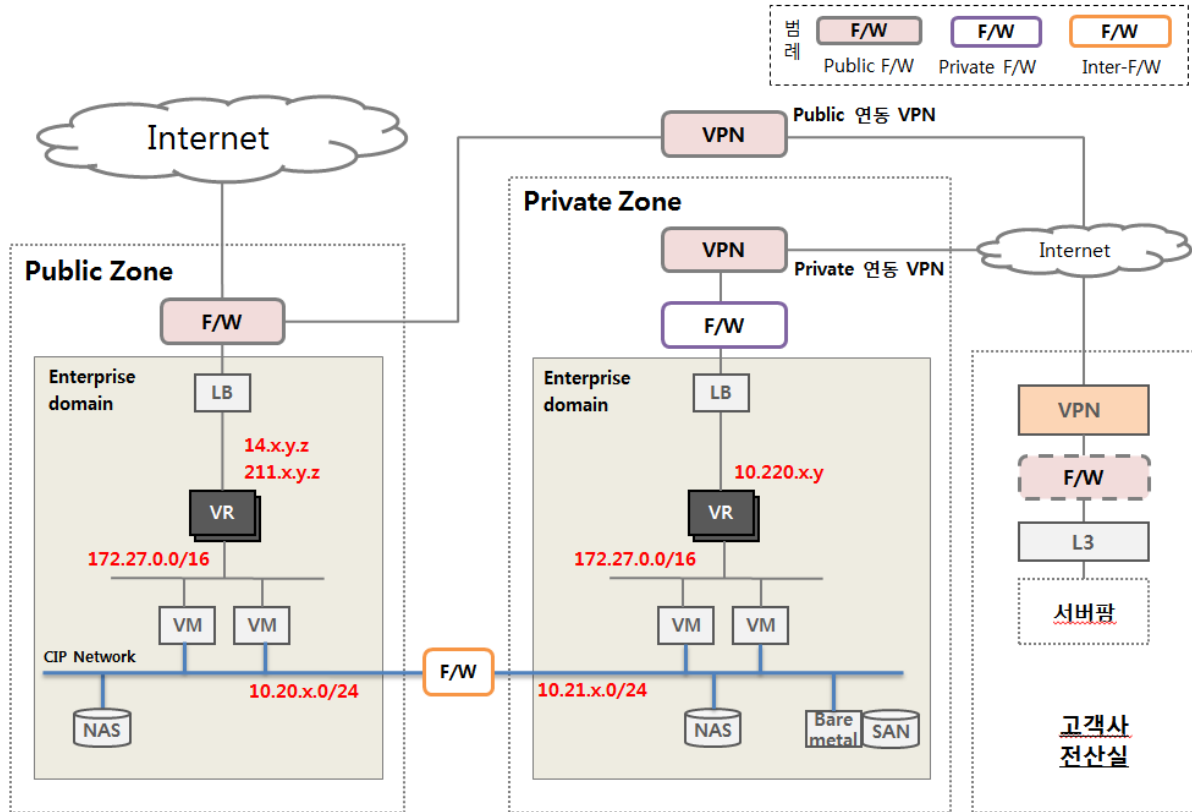 범
례
F/W
F/W
F/W
Public F/W
Private F/W
Inter-F/W
Internet
VPN
Public 연동 VPN
Private Zone
VPN
Private 연동 VPN
Internet
Public Zone
F/W
F/W
Enterprise
domain
LB
14.x.y.z
211.x.y.z
VR
172.27.0.0/16
VM
VM
CIP Network
10.20.x.0/24
NAS
F/W
Enterprise
domain
LB
10.220.x.y
VR
172.27.0.0/16
VM
VM
10.21.x.0/24
NAS
Bare
metal
SAN
VPN
F/W
L3
서버팜
고객사
전산실